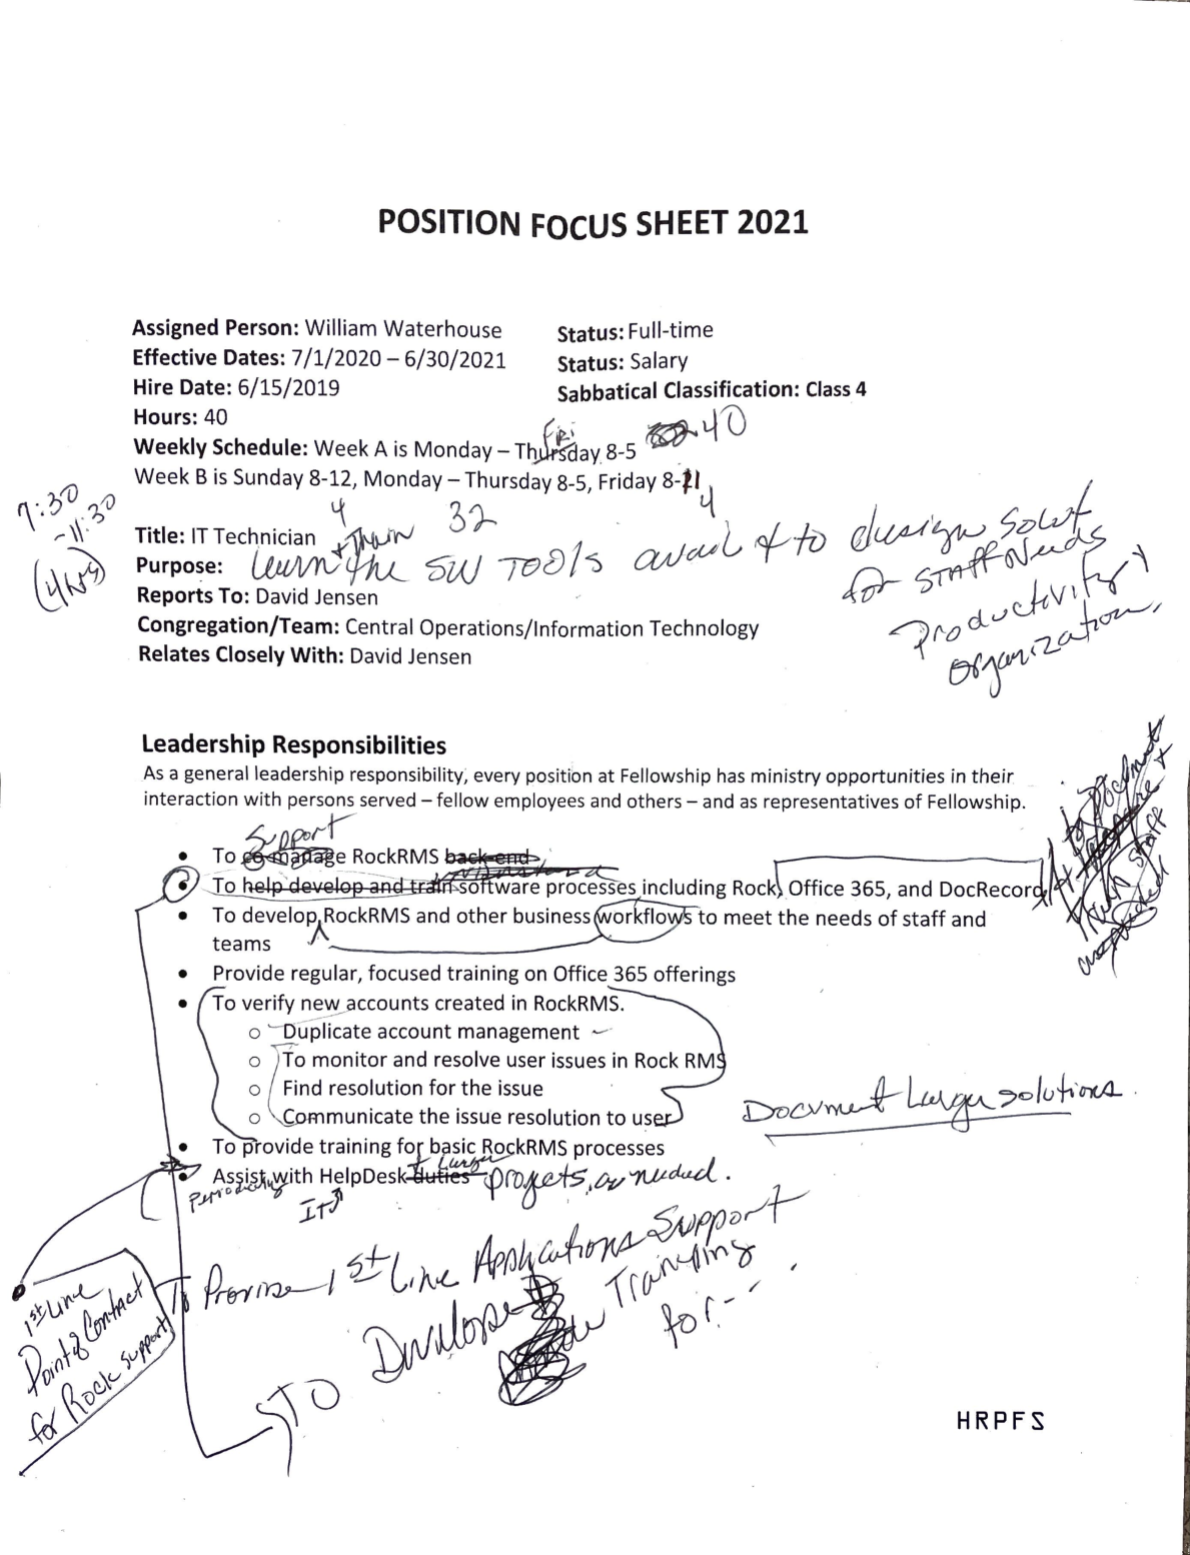 POSITION FOCUS SHEET 2021
Assigned Person: William Waterhouse
Status: Full-time
Effective Dates: 7/1/2020 – 6/30/2021
Status: Salary
Hire Date: 6/15/2019
Sabbatical Classification: Class 4
Hours: 40
Fri
40
Weekly Schedule: Week A is Monday – Thursday 8-5
Week B is Sunday 8-12, Monday – Thursday 8-5, Friday 8-11
4
7:30
-11:30
(4hrs)
4
32
Title: IT Technician
+ Train
Purpose: Learn the SW TOOls avail & to design solut
for STAFF Needs
Productivity +
organization.
Reports To: David Jensen
Congregation/Team: Central Operations/Information Technology
Relates Closely With: David Jensen
Leadership Responsibilities
As a general leadership responsibility, every position at Fellowship has ministry opportunities in their
interaction with persons served – fellow employees and others – and as representatives of Fellowship.
Support
To co-manage RockRMS back-end
To help develop and train software processes including Rock, Office 365, and DocRecord
to Document
staff
To develop RockRMS and other business workflows to meet the needs of staff and
teams
Provide regular, focused training on Office 365 offerings
To verify new accounts created in RockRMS.
Duplicate account management
To monitor and resolve user issues in Rock RMS
Find resolution for the issue
Communicate the issue resolution to user
Document Larger solutions.
To provide training for basic RockRMS processes
+ Larger
Assist with HelpDesk duties projects, as needed.
IT
To Provise 1st Line Applications Support
1st Line
Point of Contact
for Rock support
TO Develope
Training
for--
HRPFS